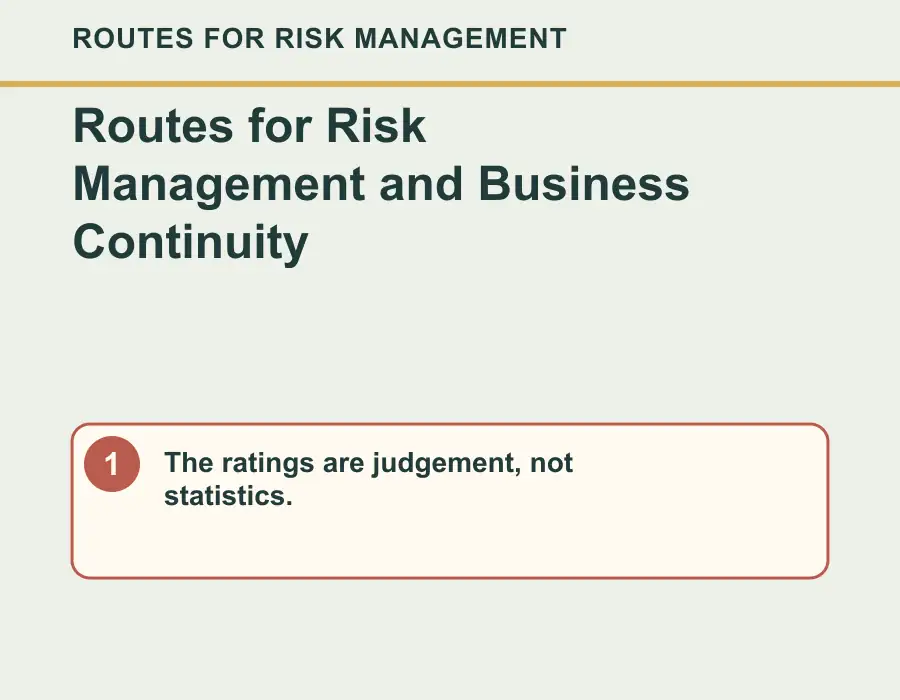 ROUTES FOR RISK MANAGEMENT
Routes for Risk
Management and Business
Continuity
1
The ratings are judgement, not
statistics.